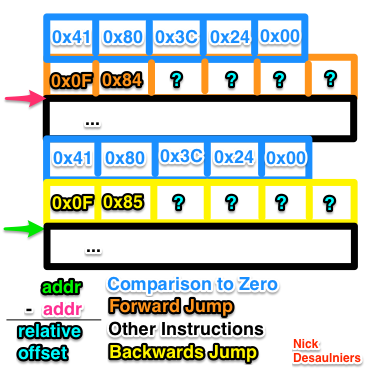 0x41 0x80 0x3C 0x24 0x00
0x0F 0x84 ? ? ? ?
...
0x41 0x80 0x3C 0x24 0x00
0x0F 0x85 ? ? ? ?
...
addr Comparison to Zero
- addr Forward Jump
relative Other Instructions
offset Backwards Jump
Nick
Desaulniers